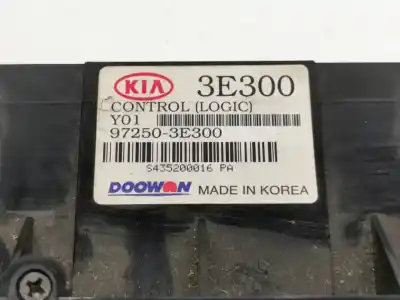 KIA 3E300
CONTROL (LOGIC)
Y01
97250-3E300
S435200016 PA
DOOWON MADE IN KOREA